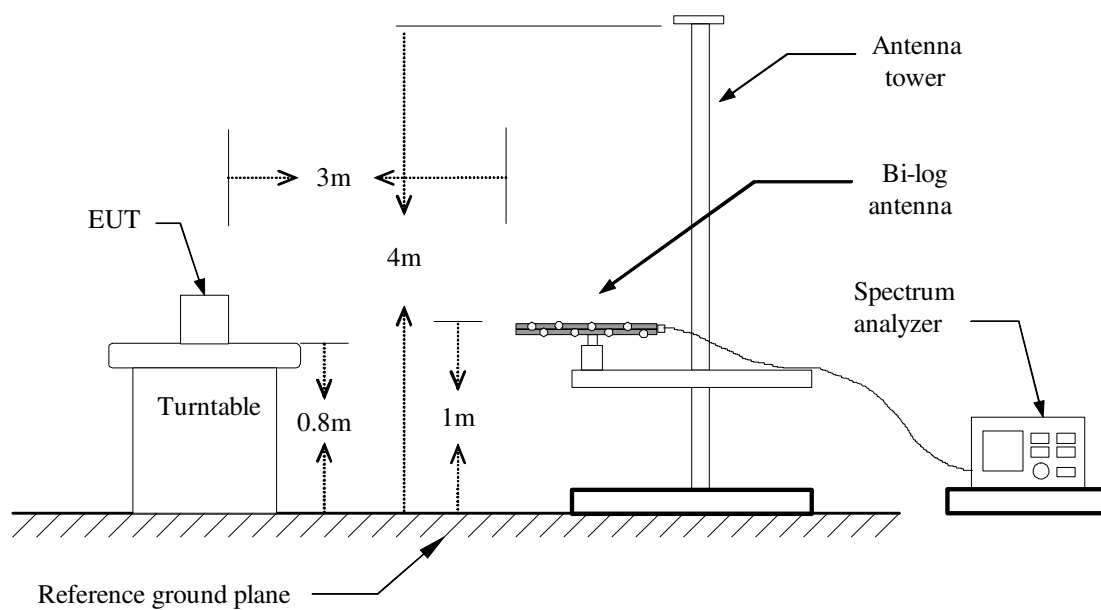 Antenna
tower
3m
Bi-log
antenna
EUT
4m
Spectrum
analyzer
Turntable
0.8m
1m
Reference ground plane